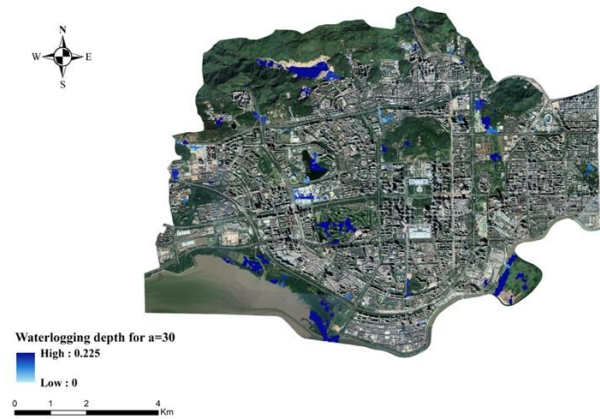 N
W E
S
Waterlogging depth for a=30
High : 0.225
Low : 0
0 1 2 4
Km